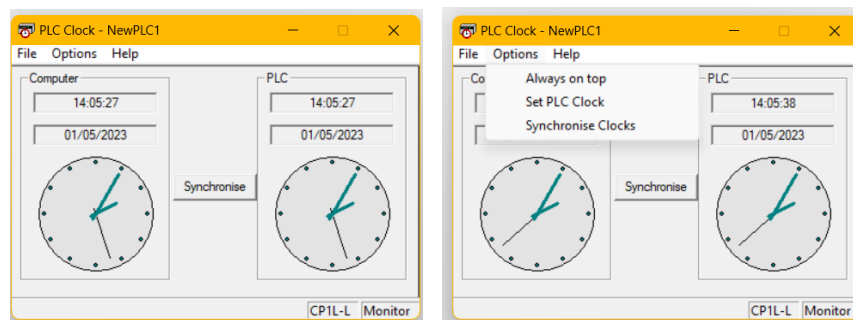 PLC Clock - NewPLC1
File Options Help
Computer
PLC
14:05:27
14:05:27
01/05/2023
01/05/2023
Synchronise
CP1L-L Monitor
PLC Clock - NewPLC1
File Options Help
Always on top
Set PLC Clock
Synchronise Clocks
Co
PLC
14:05:38
01/05/2023
Synchronise
CP1L-L Monitor